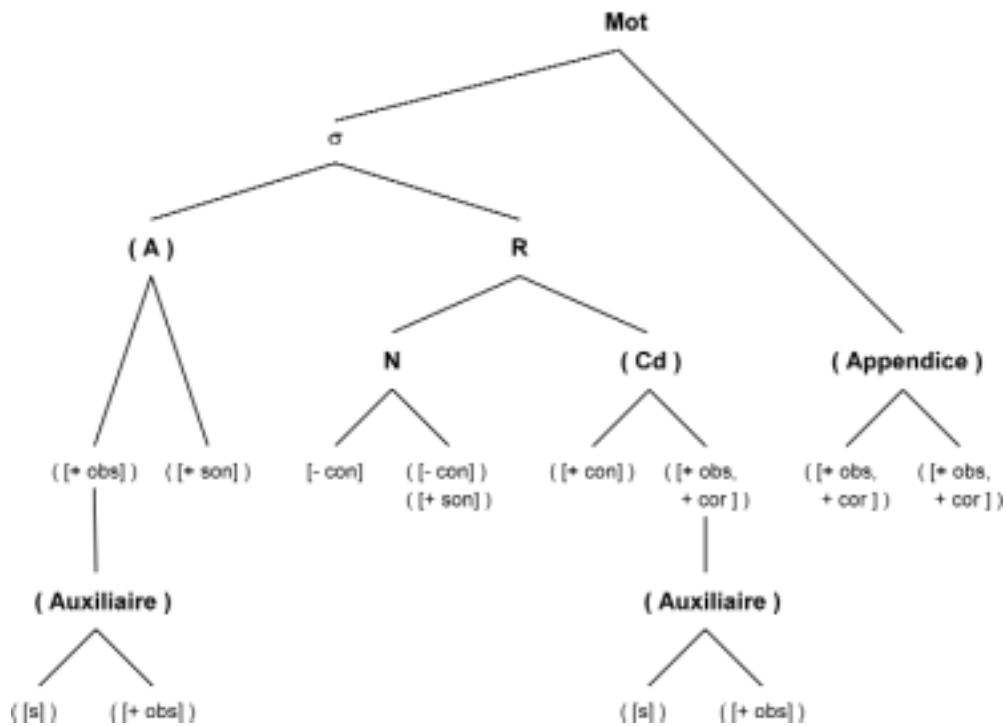 Mot
σ
( A ) R
N ( Cd ) ( Appendice )
( [+ obs] ) ( [+ son] ) [- con] ( [- con] ) ( [+ con] ) ( [+ obs, ( [+ obs, ( [+ obs,
( [+ son] ) + cor ] ) + cor ] ) + cor ] )
( Auxiliaire ) ( Auxiliaire )
( [s] ) ( [+ obs] ) ( [s] ) ( [+ obs] )